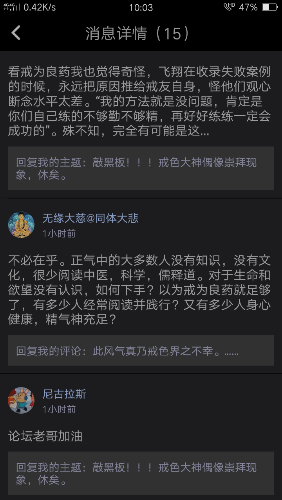 0.42K/s
10:03
47%
消息详情（15）
看戒为良药我也觉得奇怪，飞翔在收录失败案例
的时候，永远把原因推给戒友自身，怪他们观心
断念水平太差。“我的方法就是没问题，肯定是
你们自己练的不够勤不够精，再好好练练一定会
成功的”。殊不知，完全有可能是这...
回复我的主题：敲黑板！！！戒色大神偶像崇拜现
象，休矣。
无缘大慈@同体大悲
1小时前
不必在乎。正气中的大多数人没有知识，没有文
化，很少阅读中医，科学，儒释道。对于生命和
欲望没有认识，如何下手？以为戒为良药就足够
了，有多少人经常阅读并践行？又有多少人身心
健康，精气神充足？
回复我的评论：此风气真乃戒色界之不幸。......
尼古拉斯
1小时前
论坛老哥加油
回复我的主题：敲黑板！！！戒色大神偶像崇拜现
象，休矣。